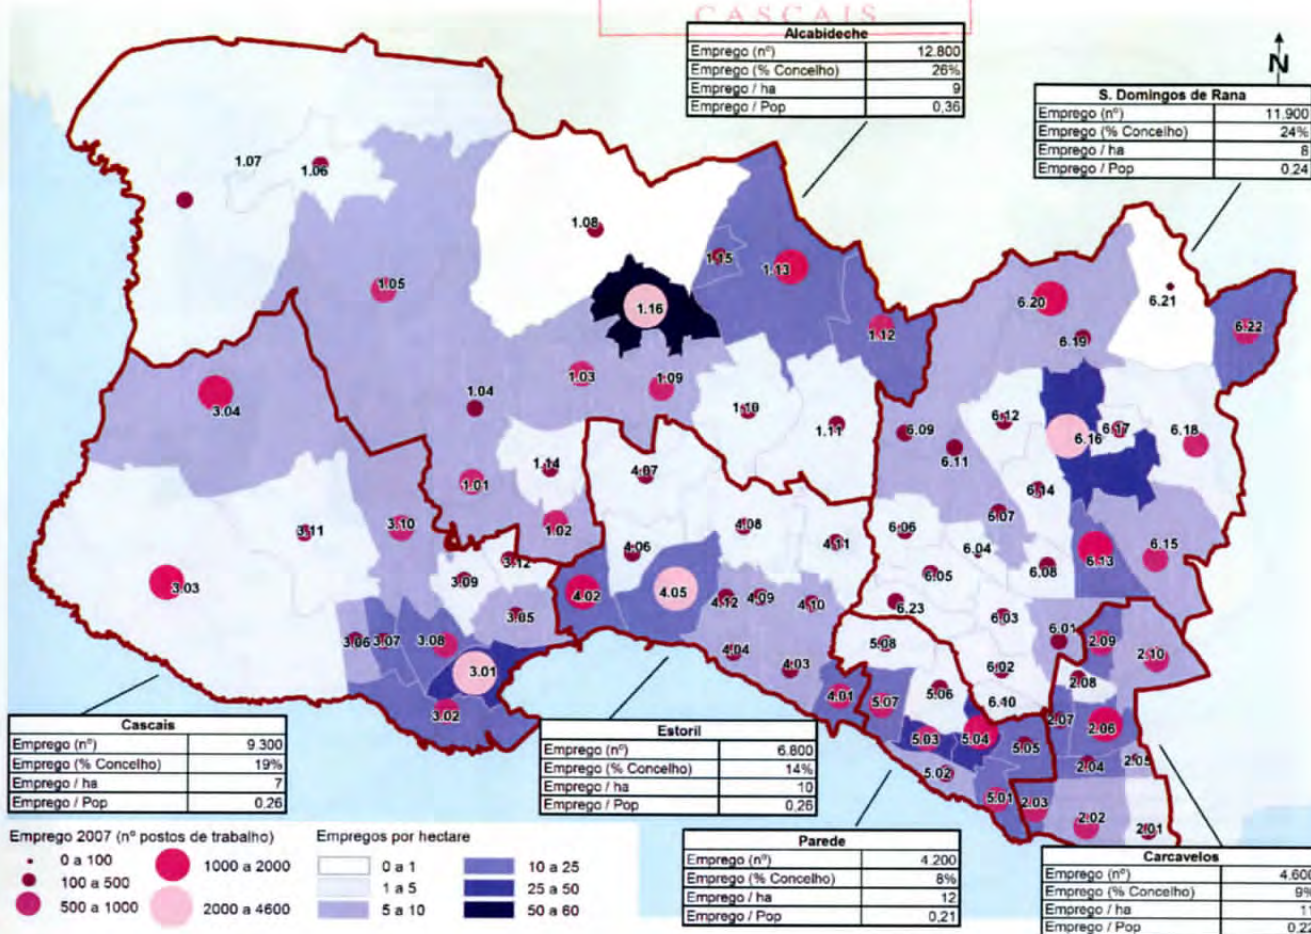 CASCAIS
N
Alcabideche
Emprego (nº) 12.800
Emprego (% Concelho) 26%
Emprego / ha 9
Emprego / Pop 0,36
S. Domingos de Rana
Emprego (nº) 11.900
Emprego (% Concelho) 24%
Emprego / ha 8
Emprego / Pop 0,24
1.07
1.06
1.08
1.15
1.13
1.05
1.16
1.12
6.20
6.21
6.19
6.22
3.04
1.04
1.03
1.09
1.10
1.11
6.09
6.12
6.11
6.16
6.17
6.18
1.01
1.14
4.07
6.14
3.11
3.10
1.02
4.08
4.11
6.06
6.07
6.04
6.13
6.15
3.03
3.09
3.12
4.06
4.02
4.05
4.12
4.09
4.10
6.05
6.08
6.23
3.05
6.03
3.06
3.07
3.08
4.04
4.03
5.08
6.01
2.09
2.10
3.01
3.02
4.01
5.07
5.06
6.02
6.40
2.08
5.03
5.04
5.05
2.07
2.06
5.02
2.04
2.05
5.01
2.03
2.02
2.01
Cascais
Emprego (nº) 9.300
Emprego (% Concelho) 19%
Emprego / ha 7
Emprego / Pop 0,26
Estoril
Emprego (nº) 6.800
Emprego (% Concelho) 14%
Emprego / ha 10
Emprego / Pop 0,26
Parede
Emprego (nº) 4.200
Emprego (% Concelho) 8%
Emprego / ha 12
Emprego / Pop 0,21
Carcavelos
Emprego (nº) 4.600
Emprego (% Concelho) 9%
Emprego / ha 11
Emprego / Pop 0,22
Emprego 2007 (nº postos de trabalho)
0 a 100
100 a 500
500 a 1000
1000 a 2000
2000 a 4600
Empregos por hectare
0 a 1
1 a 5
5 a 10
10 a 25
25 a 50
50 a 60